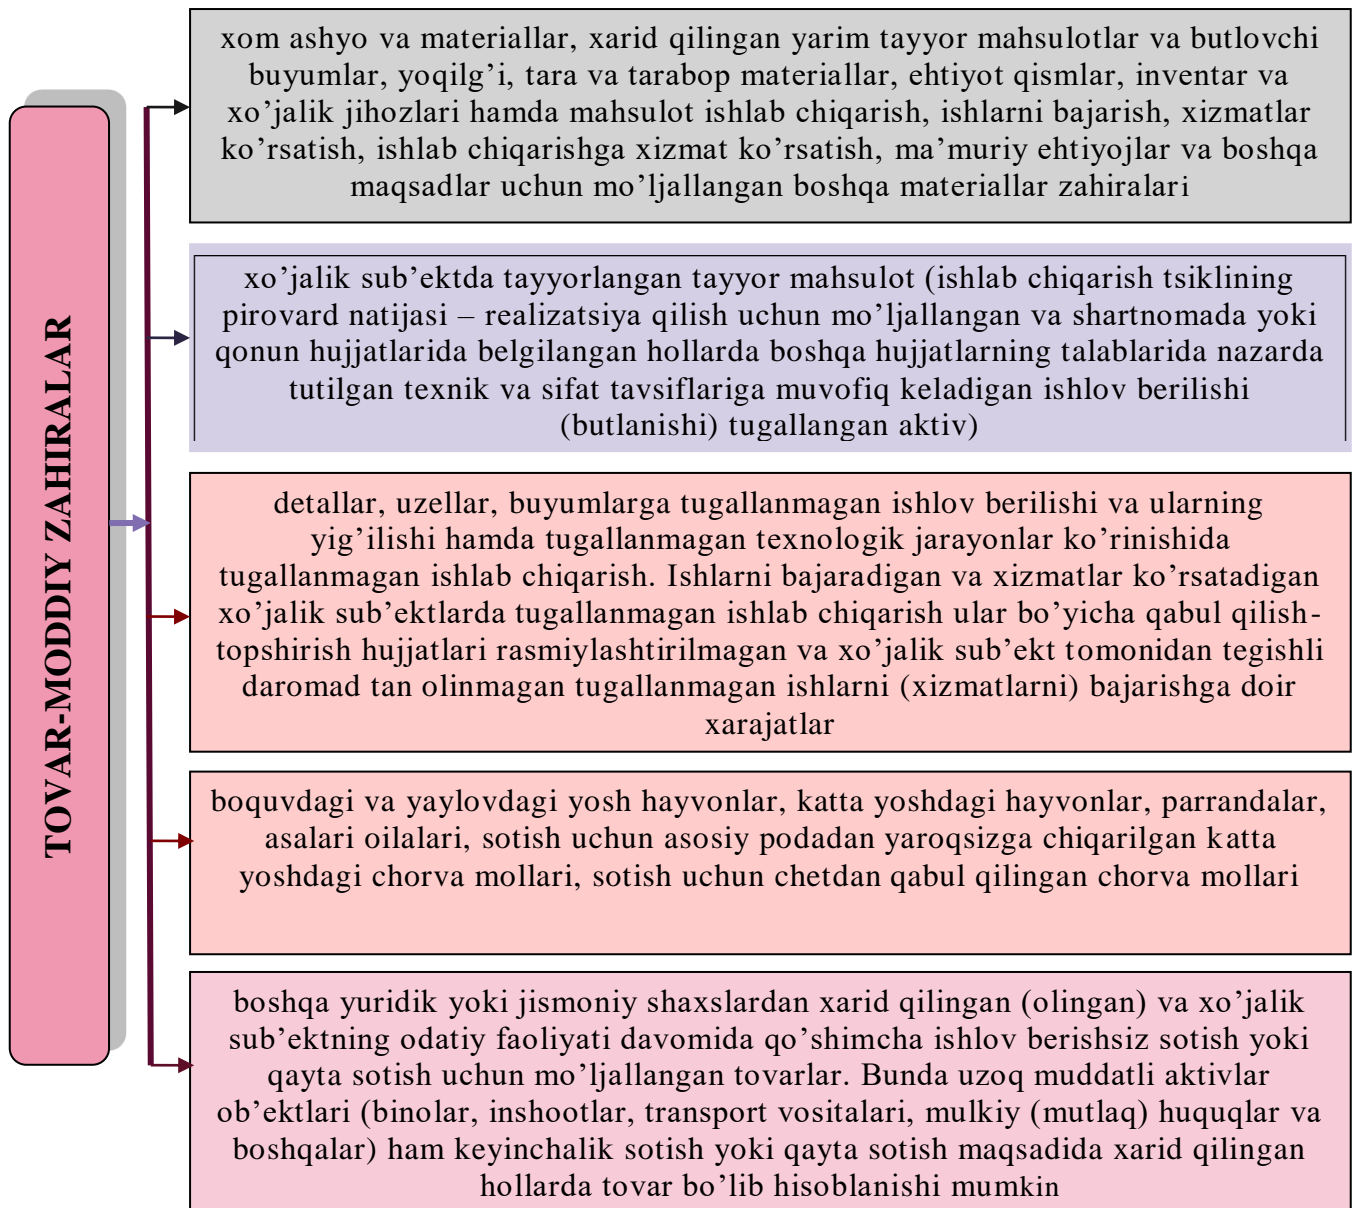 TOVAR-MODDIY ZAHIRALAR
xom ashyo va materiallar, xarid qilingan yarim tayyor mahsulotlar va butlovchi
buyumlar, yoqilg’i, tara va tarabop materiallar, ehtiyot qismlar, inventar va
xo’jalik jihozlari hamda mahsulot ishlab chiqarish, ishlarni bajarish, xizmatlar
ko’rsatish, ishlab chiqarishga xizmat ko’rsatish, ma’muriy ehtiyojlar va boshqa
maqsadlar uchun mo’ljallangan boshqa materiallar zahiralari
xo’jalik sub’ektda tayyorlangan tayyor mahsulot (ishlab chiqarish tsiklining
pirovard natijasi – realizatsiya qilish uchun mo’ljallangan va shartnomada yoki
qonun hujjatlarida belgilangan hollarda boshqa hujjatlarning talablarida nazarda
tutilgan texnik va sifat tavsiflariga muvofiq keladigan ishlov berilishi
(butlanishi) tugallangan aktiv)
detallar, uzellar, buyumlarga tugallanmagan ishlov berilishi va ularning
yig’ilishi hamda tugallanmagan texnologik jarayonlar ko’rinishida
tugallanmagan ishlab chiqarish. Ishlarni bajaradigan va xizmatlar ko’rsatadigan
xo’jalik sub’ektlarda tugallanmagan ishlab chiqarish ular bo’yicha qabul qilish-
topshirish hujjatlari rasmiylashtirilmagan va xo’jalik sub’ekt tomonidan tegishli
daromad tan olinmagan tugallanmagan ishlarni (xizmatlarni) bajarishga doir
xarajatlar
boquvdagi va yaylovdagi yosh hayvonlar, katta yoshdagi hayvonlar, parrandalar,
asalari oilalari, sotish uchun asosiy podadan yaroqsizga chiqarilgan katta
yoshdagi chorva mollari, sotish uchun chetdan qabul qilingan chorva mollari
boshqa yuridik yoki jismoniy shaxslardan xarid qilingan (olingan) va xo’jalik
sub’ektning odatiy faoliyati davomida qo’shimcha ishlov berishsiz sotish yoki
qayta sotish uchun mo’ljallangan tovarlar. Bunda uzoq muddatli aktivlar
ob’ektlari (binolar, inshootlar, transport vositalari, mulkiy (mutlaq) huquqlar va
boshqalar) ham keyinchalik sotish yoki qayta sotish maqsadida xarid qilingan
hollarda tovar bo’lib hisoblanishi mumkin